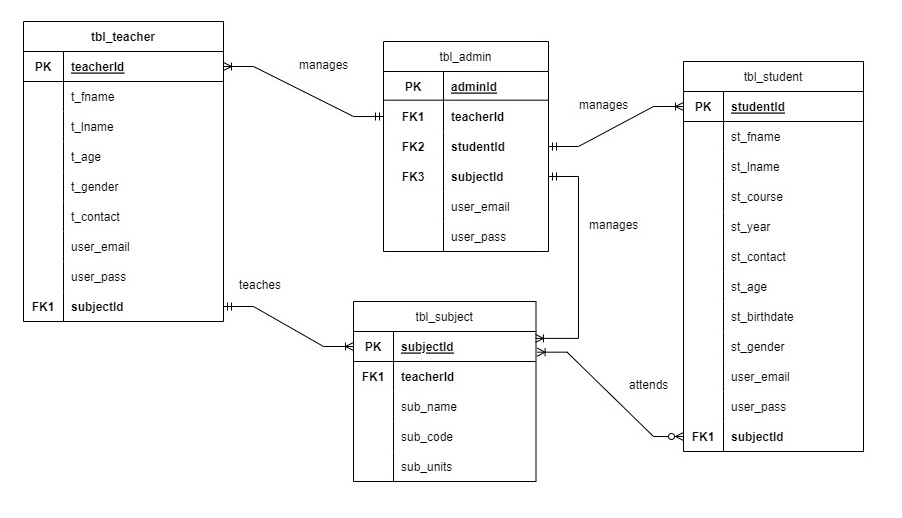 tbl_teacher
PK teacherId
t_fname
t_lname
t_age
t_gender
t_contact
user_email
user_pass
FK1 subjectId
manages
tbl_admin
PK adminId
FK1 teacherId
FK2 studentId
FK3 subjectId
user_email
user_pass
manages
tbl_student
PK studentId
st_fname
st_lname
st_course
st_year
st_contact
st_age
st_birthdate
st_gender
user_email
user_pass
FK1 subjectId
manages
teaches
tbl_subject
PK subjectId
FK1 teacherId
sub_name
sub_code
sub_units
attends